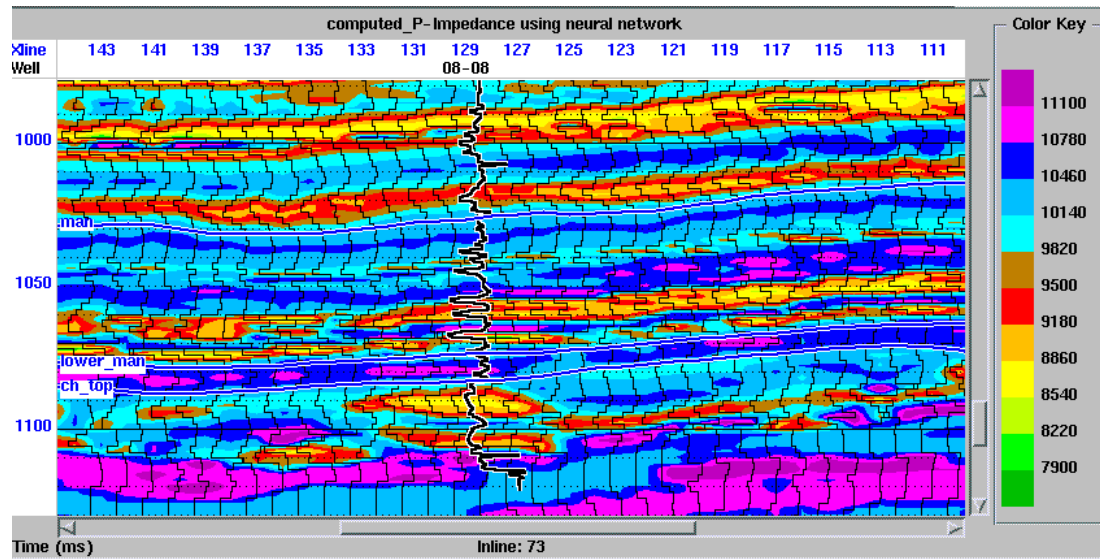 computed_P-Impedance using neural network
Color Key
Xline 143 141 139 137 135 133 131 129 127 125 123 121 119 117 115 113 111
Well 08-08
1000
man
1050
lower_man
ch_top
1100
11100
10780
10460
10140
9820
9500
9180
8860
8540
8220
7900
Time (ms) Inline: 73